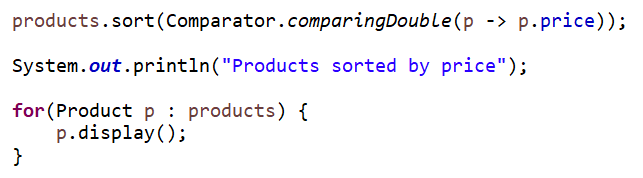 products.sort(Comparator.comparingDouble(p -> p.price));
System.out.println("Products sorted by price");
for(Product p : products) {
    p.display();
}